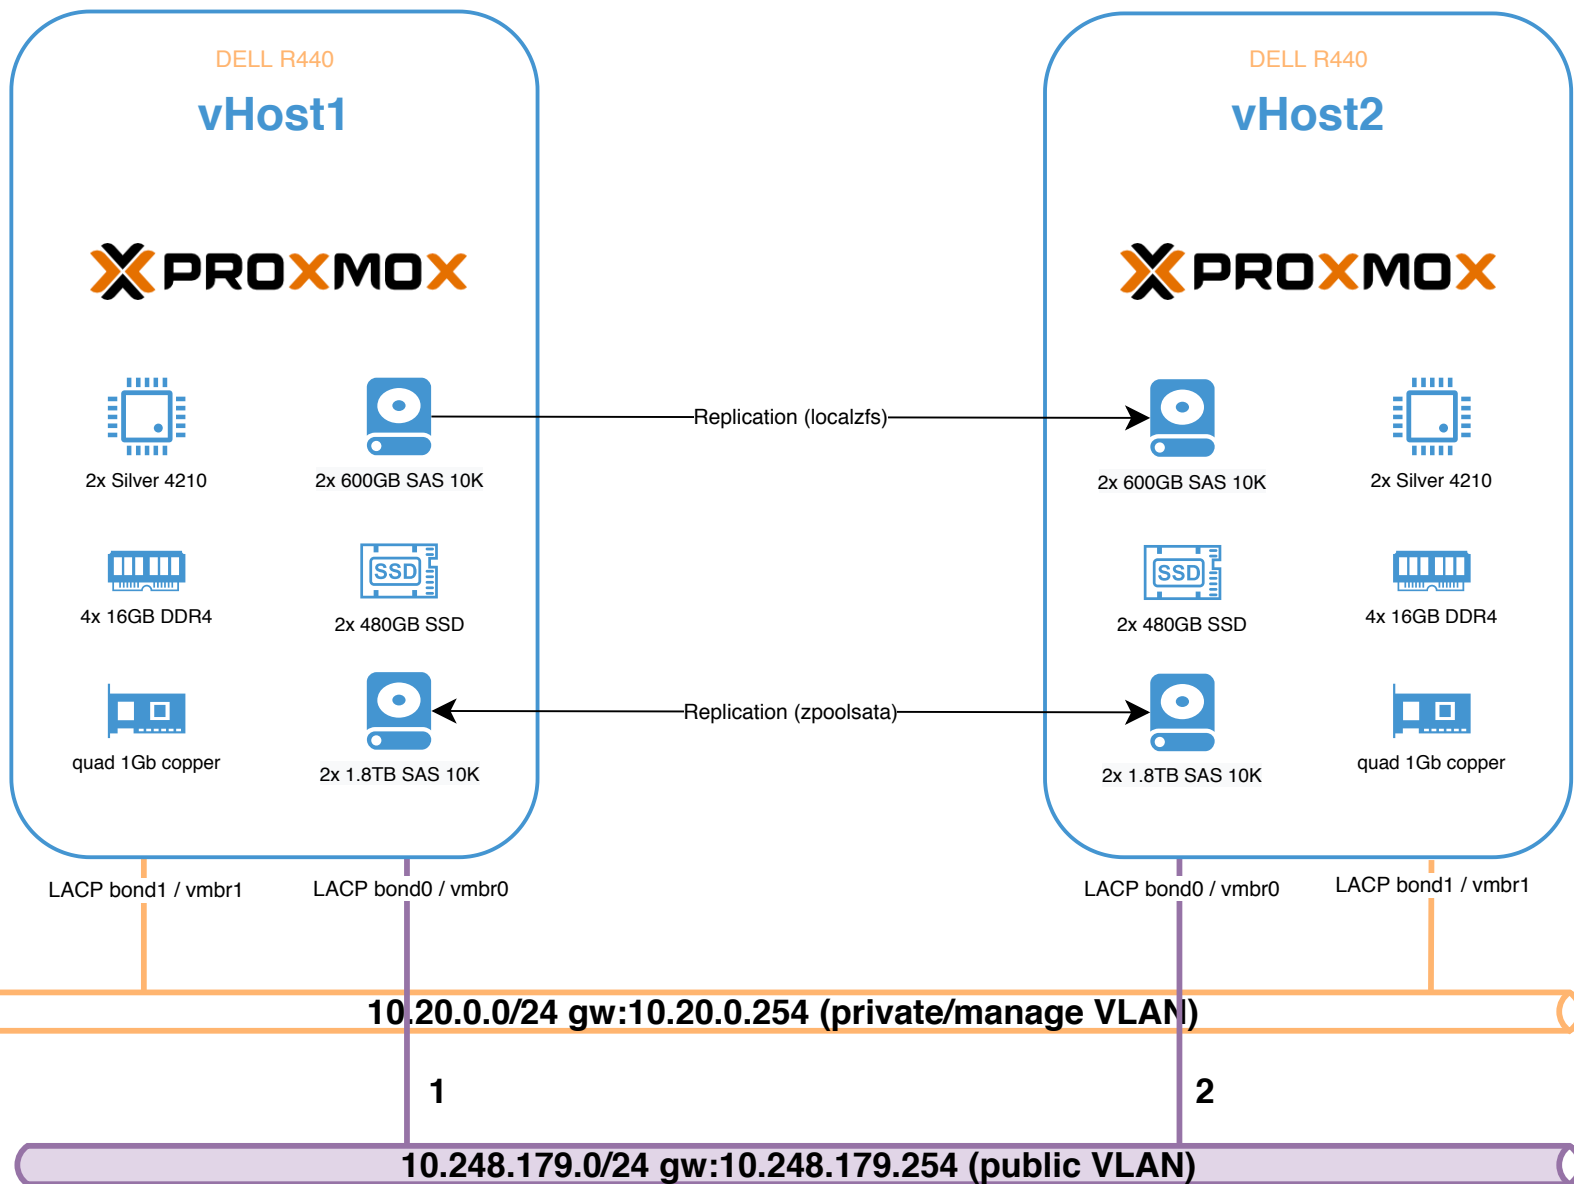 DELL R440
vHost1
PROXMOX
2x Silver 4210
2x 600GB SAS 10K
4x 16GB DDR4
SSD
2x 480GB SSD
quad 1Gb copper
2x 1.8TB SAS 10K
Replication (localzfs)
Replication (zpoolsata)
DELL R440
vHost2
PROXMOX
2x 600GB SAS 10K
2x Silver 4210
SSD
2x 480GB SSD
4x 16GB DDR4
2x 1.8TB SAS 10K
quad 1Gb copper
LACP bond1 / vmbr1
LACP bond0 / vmbr0
LACP bond0 / vmbr0
LACP bond1 / vmbr1
10.20.0.0/24 gw:10.20.0.254 (private/manage VLAN)
1
2
10.248.179.0/24 gw:10.248.179.254 (public VLAN)